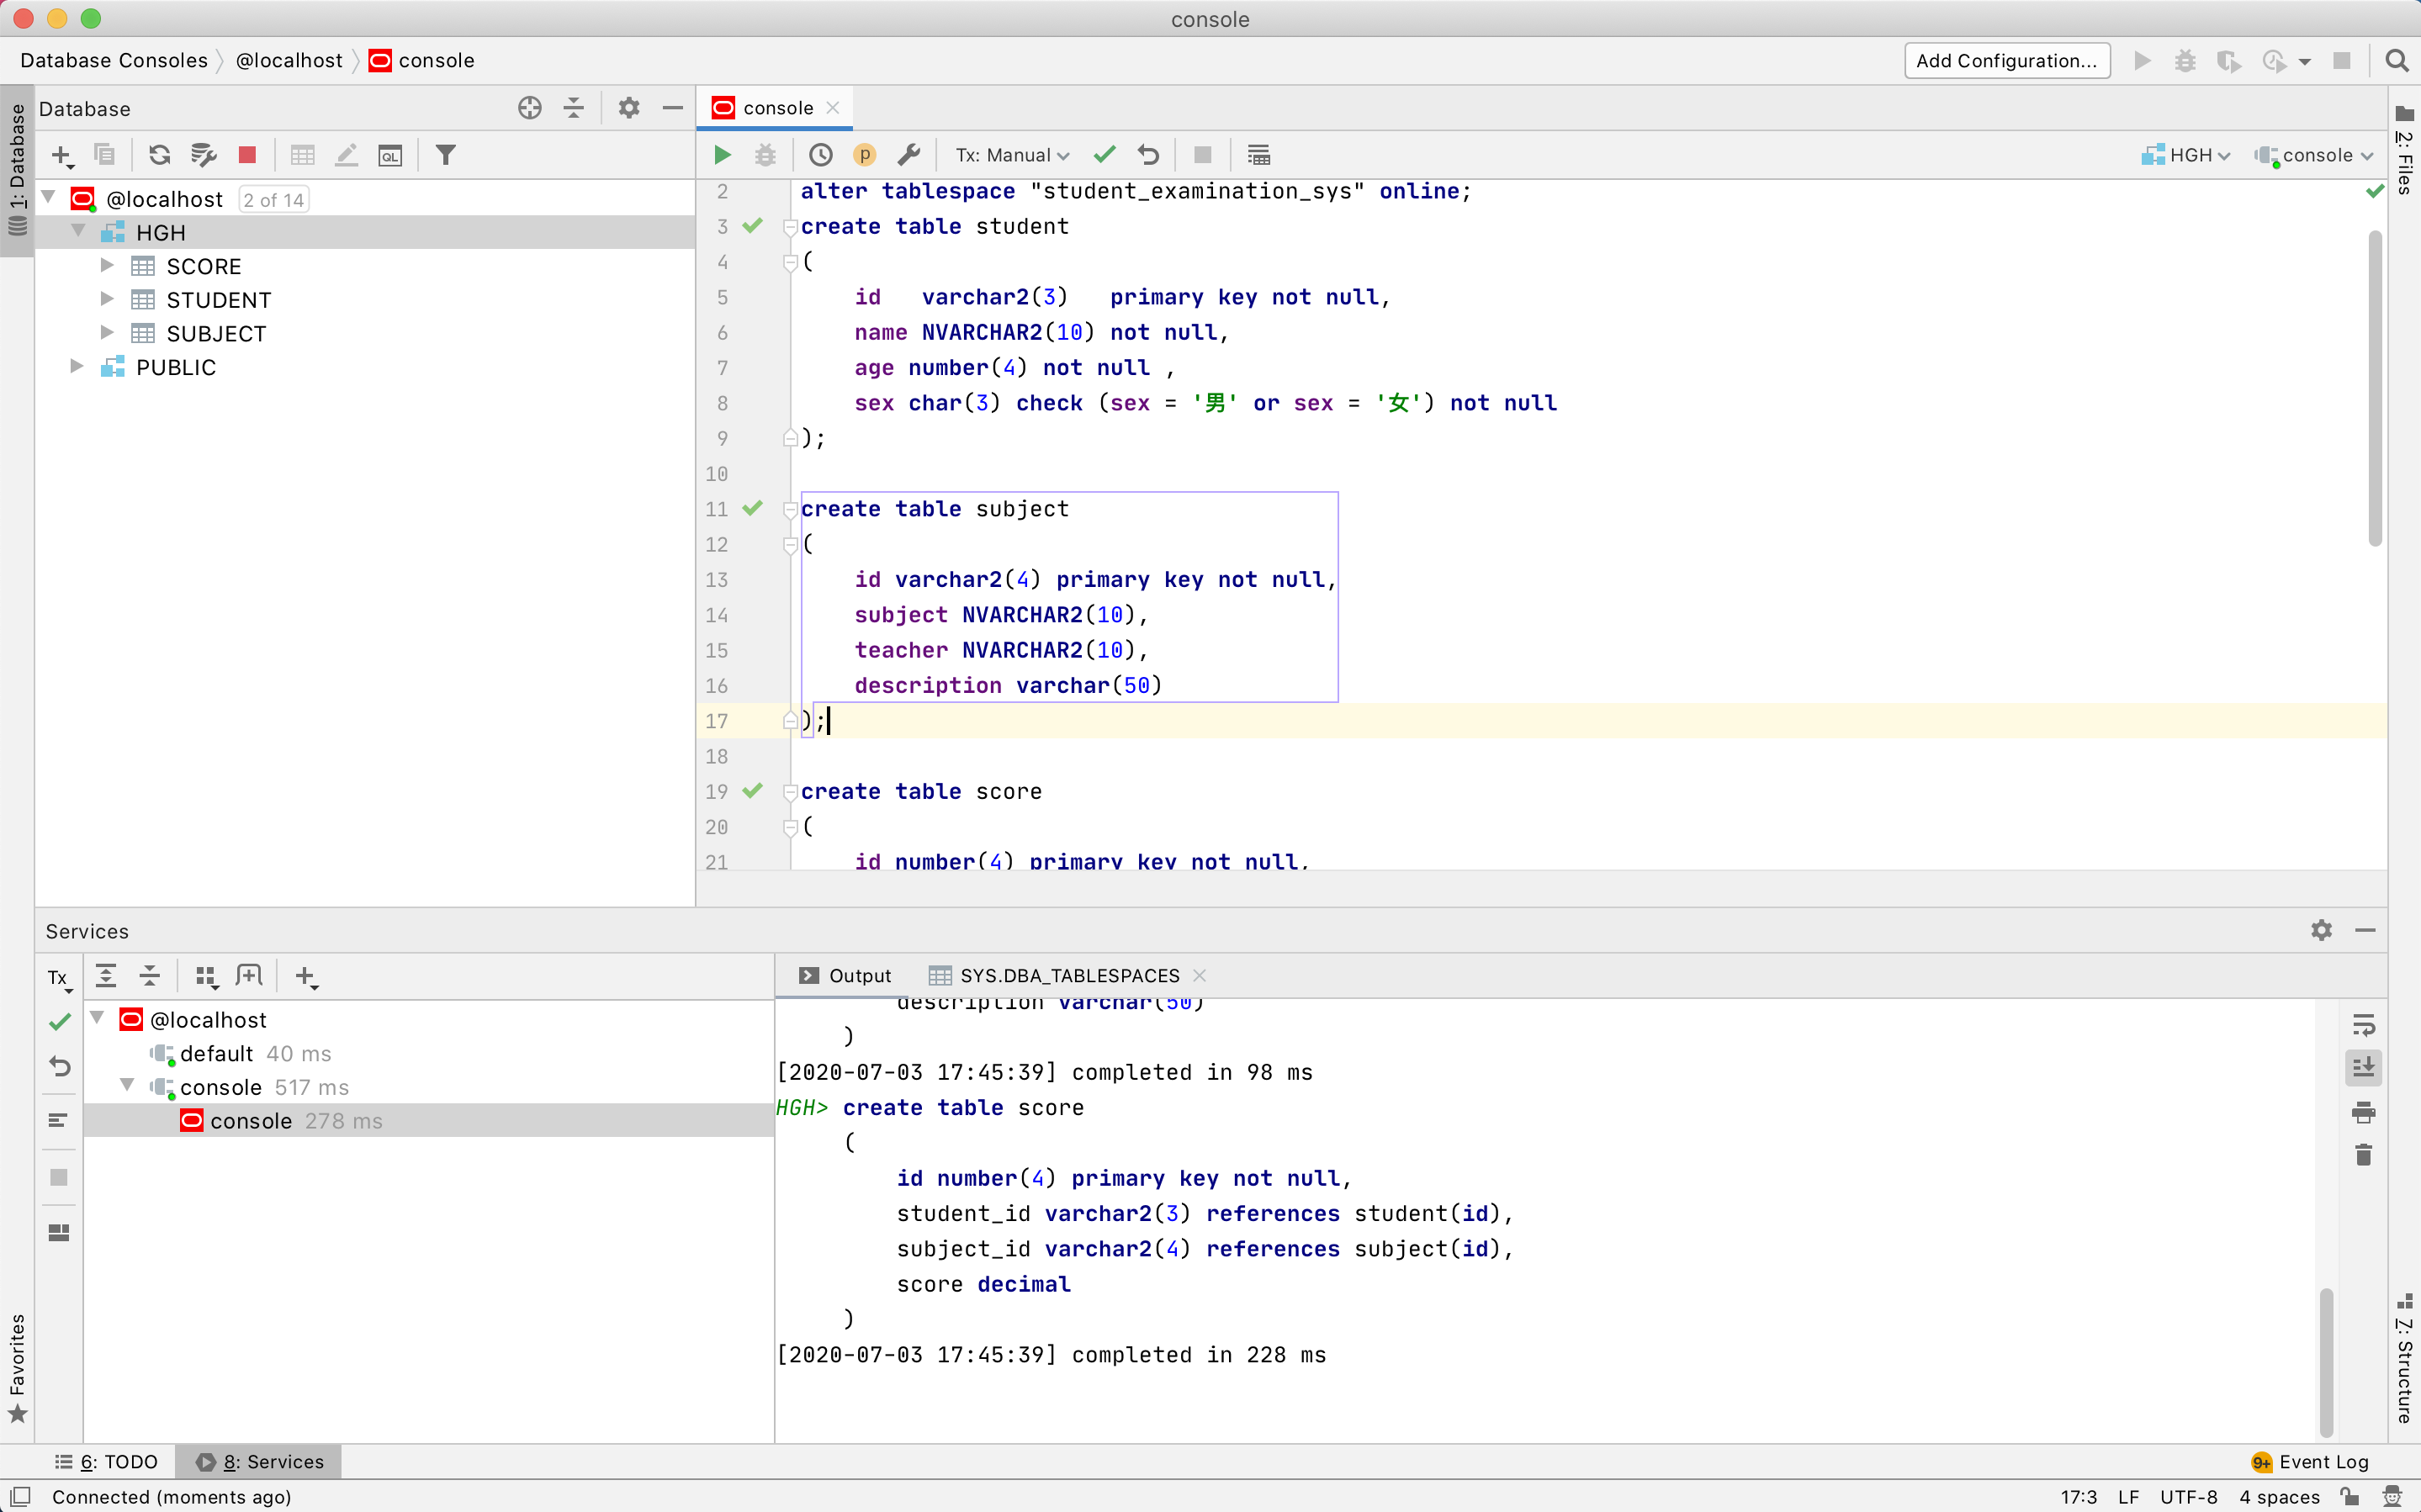 console
Database Consoles @localhost console
Add Configuration...
1: Database
Database
@localhost 2 of 14
HGH
SCORE
STUDENT
SUBJECT
PUBLIC
console
p Tx: Manual
HGH console
2: Files
2 alter tablespace "student_examination_sys" online;
3 create table student
4 (
5 id varchar2(3) primary key not null,
6 name NVARCHAR2(10) not null,
7 age number(4) not null ,
8 sex char(3) check (sex = '男' or sex = '女') not null
9 );
10
11 create table subject
12 (
13 id varchar2(4) primary key not null,
14 subject NVARCHAR2(10),
15 teacher NVARCHAR2(10),
16 description varchar(50)
17 );
18
19 create table score
20 (
21 id number(4) primary key not null,
Services
Tx
@localhost
default 40 ms
console 517 ms
console 278 ms
Output SYS.DBA_TABLESPACES
description varchar(50)
)
[2020-07-03 17:45:39] completed in 98 ms
HGH> create table score
(
id number(4) primary key not null,
student_id varchar2(3) references student(id),
subject_id varchar2(4) references subject(id),
score decimal
)
[2020-07-03 17:45:39] completed in 228 ms
Favorites
7: Structure
6: TODO 8: Services
9+ Event Log
Connected (moments ago)
17:3 LF UTF-8 4 spaces
QL